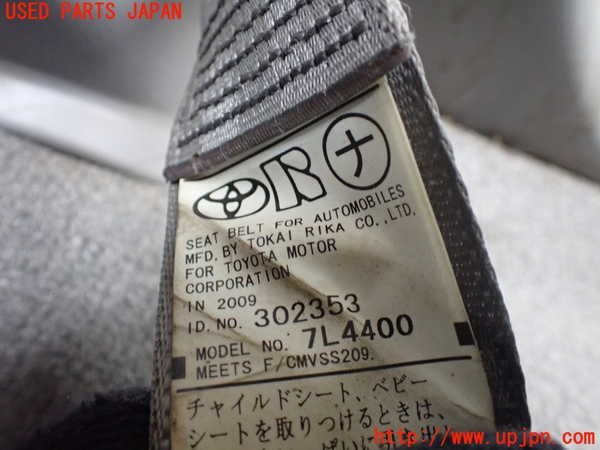 USED PARTS JAPAN
ナ
SEAT BELT FOR AUTOMOBILES
MFD. BY TOKAI RIKA CO., LTD.
FOR TOYOTA MOTOR
CORPORATION
IN 2009
ID. NO. 302353
MODEL NO. 7L4400
MEETS F/CMVSS209.
チャイルドシート、ベビー
シートを取りつけるときは、
http://www.upjpn.com/